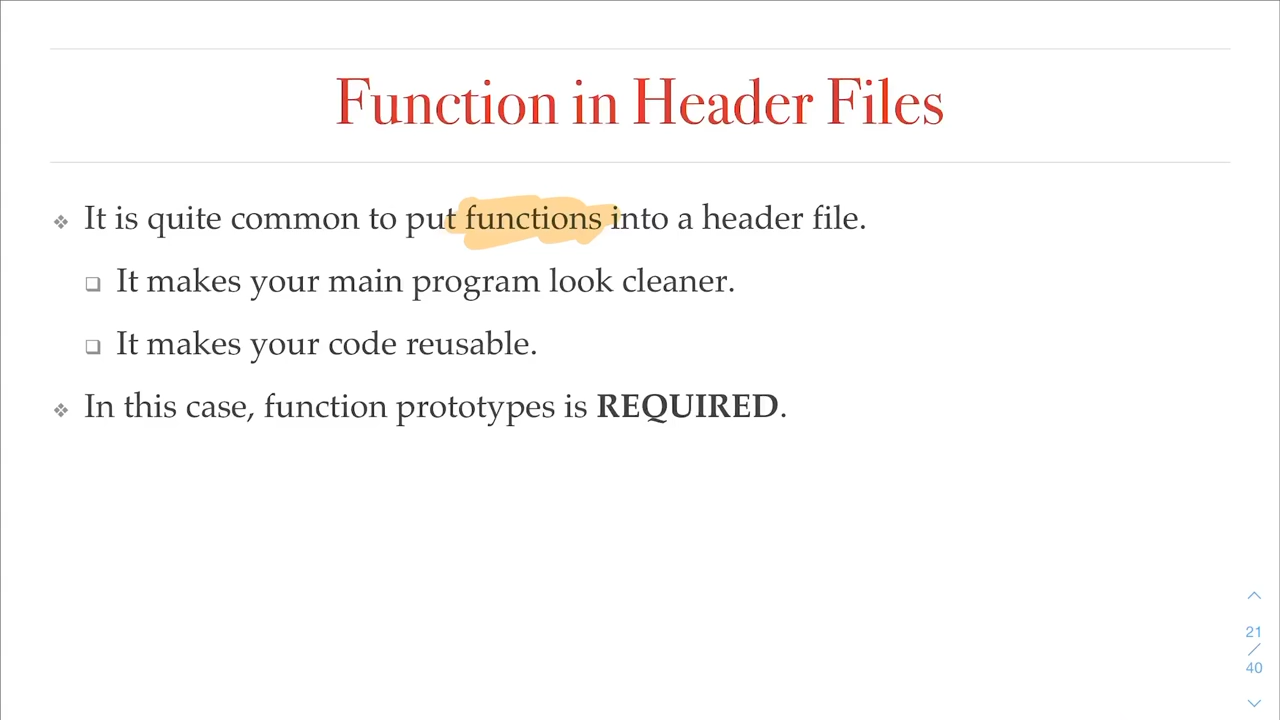 Function in Header Files
❖ It is quite common to put functions into a header file.
❑ It makes your main program look cleaner.
❑ It makes your code reusable.
❖ In this case, function prototypes is REQUIRED.
21
/
40